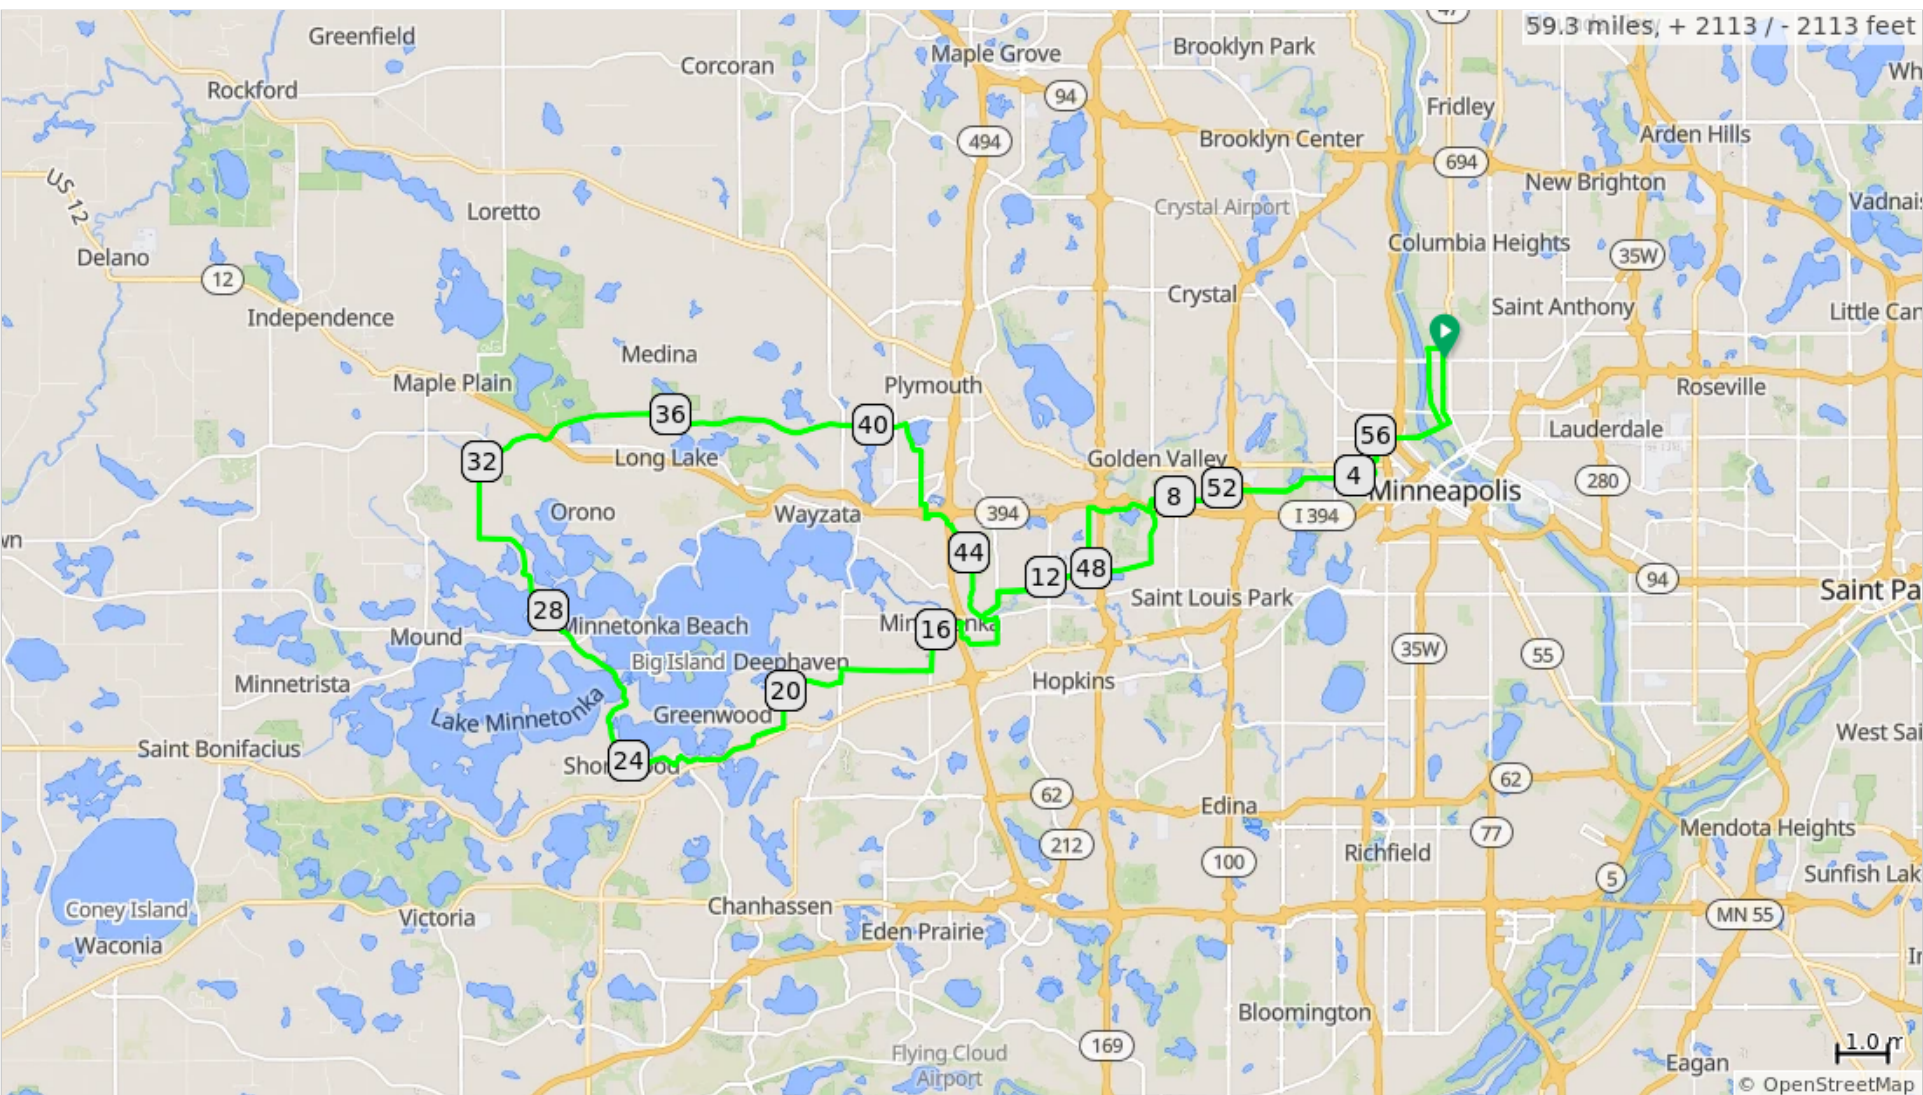 47
59.3 miles, + 2113 / - 2113 feet
Greenfield
Maple Grove
Brooklyn Park
Corcoran
Wh
Rockford
94
Fridley
494
Brooklyn Center
Arden Hills
694
US 12
New Brighton
Loretto
Crystal Airport
Vadnais
Columbia Heights
Delano
35W
12
Crystal
Saint Anthony
Independence
Little Can
Medina
Maple Plain
Plymouth
Roseville
36
40
56
Lauderdale
32
Long Lake
Golden Valley
4
52
8
Minneapolis
280
Orono
Wayzata
394
I 394
wn
44
12
48
94
Saint Pa
28
Minnetonka Beach
Saint Louis Park
Mound
16
35W
55
Big Island
Deephaven
Minnetrista
20
Hopkins
Lake Minnetonka
Greenwood
West Sai
Saint Bonifacius
24
62
62
Edina
77
Mendota Heights
212
Richfield
100
5
Sunfish Lak
Coney Island
Victoria
Chanhassen
MN 55
Waconia
Eden Prairie
Bloomington
169
Flying Cloud
Airport
1.0 m
Eagan
© OpenStreetMap